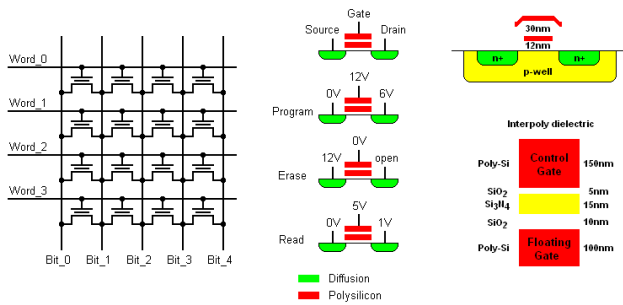 Word_0
Word_1
Word_2
Word_3
Bit_0 Bit_1 Bit_2 Bit_3 Bit_4
Gate
Source Drain
12V
0V 6V
Program
0V
12V open
Erase
5V
0V 1V
Read
Diffusion
Polysilicon
30nm
12nm
n+ n+
p-well
Interpoly dielectric
Poly-Si Control Gate 150nm
SiO2 5nm
Si3N4 15nm
SiO2 10nm
Poly-Si Floating Gate 100nm